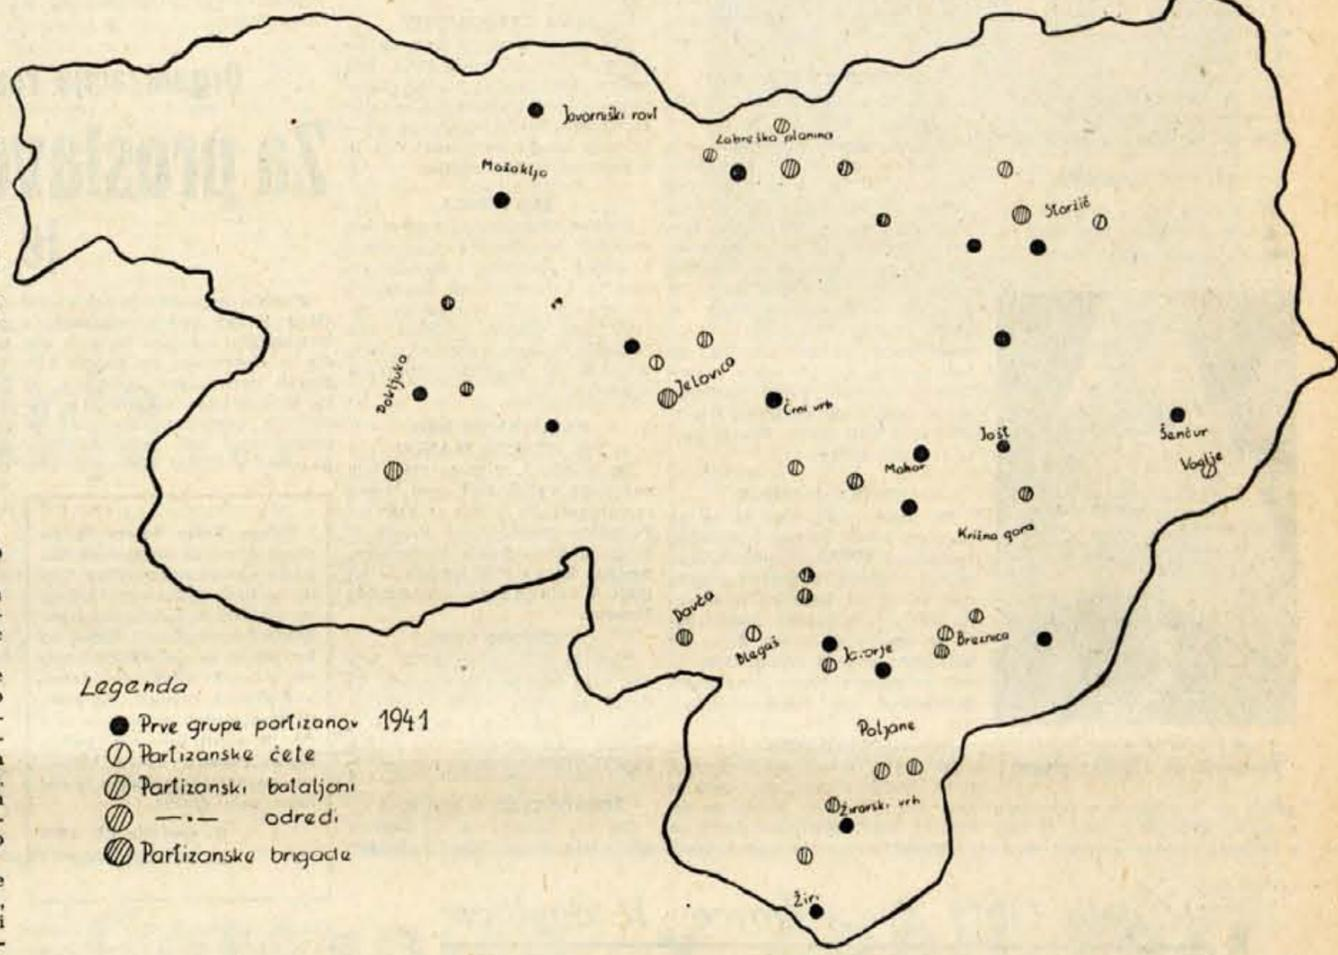 Javorniški rovt
Zabreška planina
Možaklja
Storžič
Pokljuka
Jelovica
Črni vrh
Jošt
Šenčur
Mohor
Voglje
Križna gora
Davča
Blegaš
Javorje
Breznica
Poljane
Žirovski vrh
Žiri
Legenda
Prve grupe partizanov 1941
Partizanske čete
Partizanski bataljoni
—·— odredi
Partizanske brigade